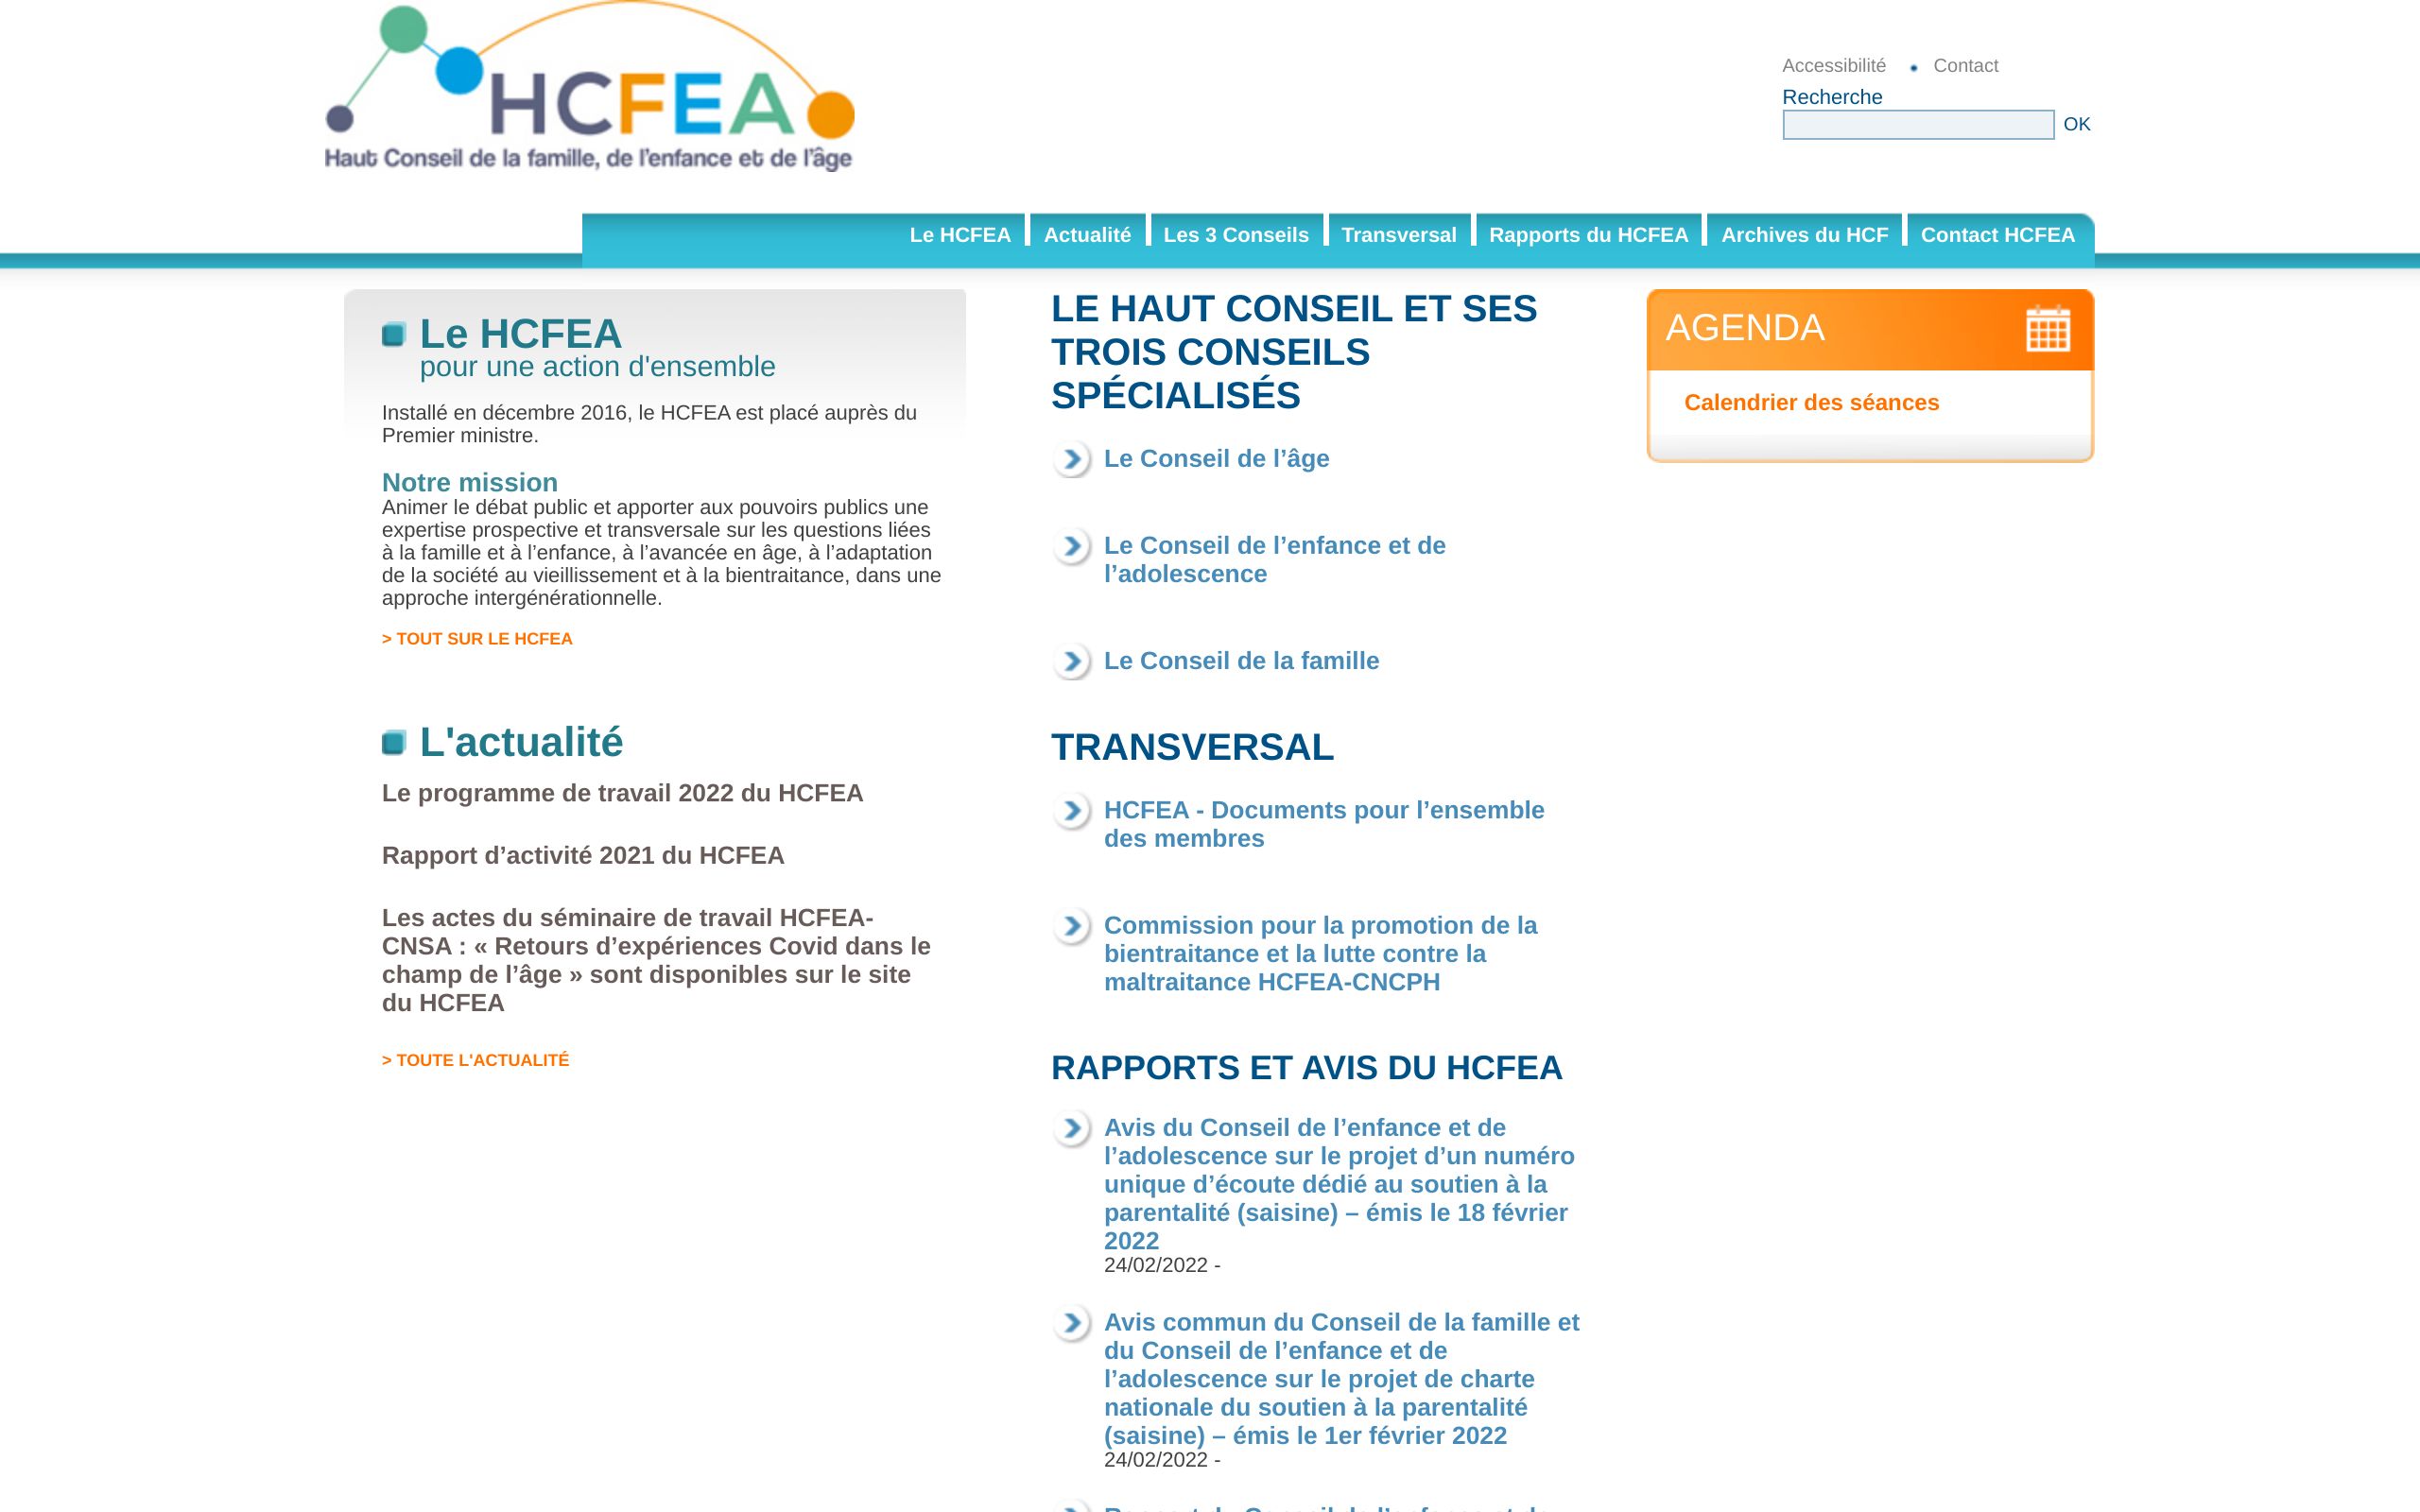 HCFEA
Haut Conseil de la famille, de l'enfance et de l'âge
Accessibilité • Contact
Recherche
OK
Le HCFEA
Actualité
Les 3 Conseils
Transversal
Rapports du HCFEA
Archives du HCF
Contact HCFEA
Le HCFEA
pour une action d'ensemble
Installé en décembre 2016, le HCFEA est placé auprès du
Premier ministre.
Notre mission
Animer le débat public et apporter aux pouvoirs publics une
expertise prospective et transversale sur les questions liées
à la famille et à l’enfance, à l’avancée en âge, à l’adaptation
de la société au vieillissement et à la bientraitance, dans une
approche intergénérationnelle.
> TOUT SUR LE HCFEA
L'actualité
Le programme de travail 2022 du HCFEA
Rapport d’activité 2021 du HCFEA
Les actes du séminaire de travail HCFEA-
CNSA : « Retours d’expériences Covid dans le
champ de l’âge » sont disponibles sur le site
du HCFEA
> TOUTE L'ACTUALITÉ
LE HAUT CONSEIL ET SES
TROIS CONSEILS
SPÉCIALISÉS
Le Conseil de l’âge
Le Conseil de l’enfance et de
l’adolescence
Le Conseil de la famille
TRANSVERSAL
HCFEA - Documents pour l’ensemble
des membres
Commission pour la promotion de la
bientraitance et la lutte contre la
maltraitance HCFEA-CNCPH
RAPPORTS ET AVIS DU HCFEA
Avis du Conseil de l’enfance et de
l’adolescence sur le projet d’un numéro
unique d’écoute dédié au soutien à la
parentalité (saisine) – émis le 18 février
2022
24/02/2022 -
Avis commun du Conseil de la famille et
du Conseil de l’enfance et de
l’adolescence sur le projet de charte
nationale du soutien à la parentalité
(saisine) – émis le 1er février 2022
24/02/2022 -
AGENDA
Calendrier des séances